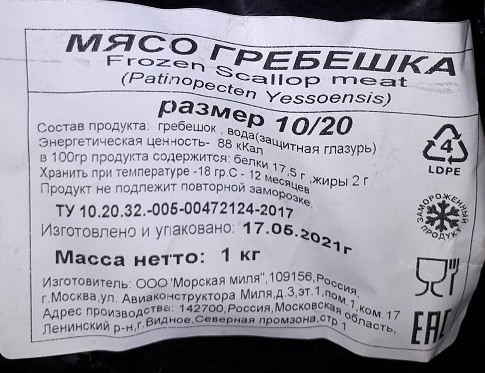 МЯСО ГРЕБЕШКА
Frozen Scallop meat
(Patinopecten Yessoensis)
размер 10/20
Состав продукта: гребешок , вода(защитная глазурь)
Энергетическая ценность- 88 кКал
в 100гр продукта содержится: белки 17,5 г ,жиры 2 г
Хранить при температуре -18 гр.С - 12 месяцев
Продукт не подлежит повторной заморозке.
ТУ 10.20.32.-005-00472124-2017
Изготовлено и упаковано: 17.05.2021г
Масса нетто: 1 кг
Изготовитель: ООО "Морская миля",109156,Россия,
г.Москва,ул. Авиаконструктора Миля,д.3,эт.1,пом.1,ком.17
Адрес производства: 142700,Россия,Московская область,
Ленинский р-н,г.Видное,Северная промзона,стр 1
4
LDPE
ЗАМОРОЖЕННЫЙ
ПРОДУКТ
EAC